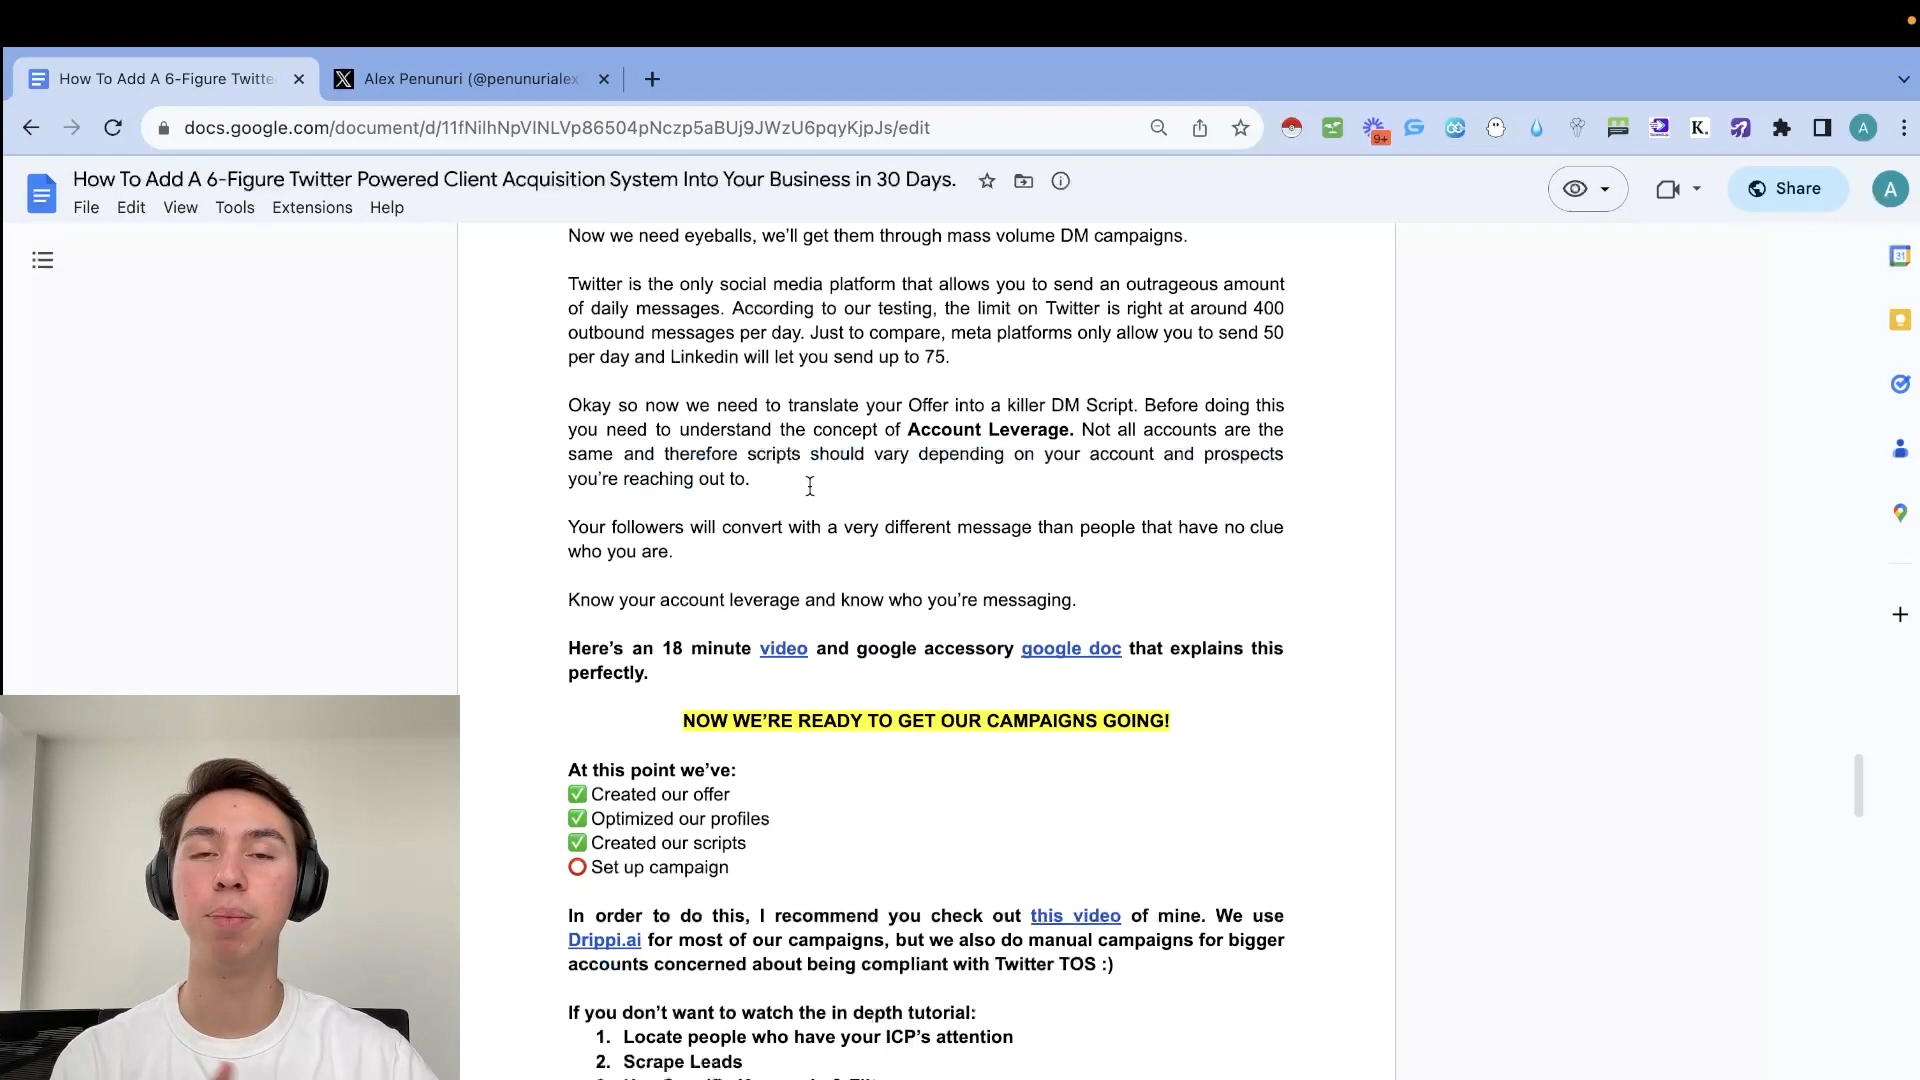 How To Add A 6-Figure Twitte
Alex Penunuri (@penunurialex
docs.google.com/document/d/11fNilhNpVlNLVp86504pNczp5aBUj9JWzU6pqyKjpJs/edit
9+
K.
A
How To Add A 6-Figure Twitter Powered Client Acquisition System Into Your Business in 30 Days.
File Edit View Tools Extensions Help
Share
A
31
Now we need eyeballs, we’ll get them through mass volume DM campaigns.
Twitter is the only social media platform that allows you to send an outrageous amount
of daily messages. According to our testing, the limit on Twitter is right at around 400
outbound messages per day. Just to compare, meta platforms only allow you to send 50
per day and Linkedin will let you send up to 75.
Okay so now we need to translate your Offer into a killer DM Script. Before doing this
you need to understand the concept of Account Leverage. Not all accounts are the
same and therefore scripts should vary depending on your account and prospects
you’re reaching out to.
Your followers will convert with a very different message than people that have no clue
who you are.
Know your account leverage and know who you’re messaging.
Here’s an 18 minute video and google accessory google doc that explains this
perfectly.
NOW WE’RE READY TO GET OUR CAMPAIGNS GOING!
At this point we’ve:
✅ Created our offer
✅ Optimized our profiles
✅ Created our scripts
⭕ Set up campaign
In order to do this, I recommend you check out this video of mine. We use
Drippi.ai for most of our campaigns, but we also do manual campaigns for bigger
accounts concerned about being compliant with Twitter TOS :)
If you don’t want to watch the in depth tutorial:
1. Locate people who have your ICP’s attention
2. Scrape Leads